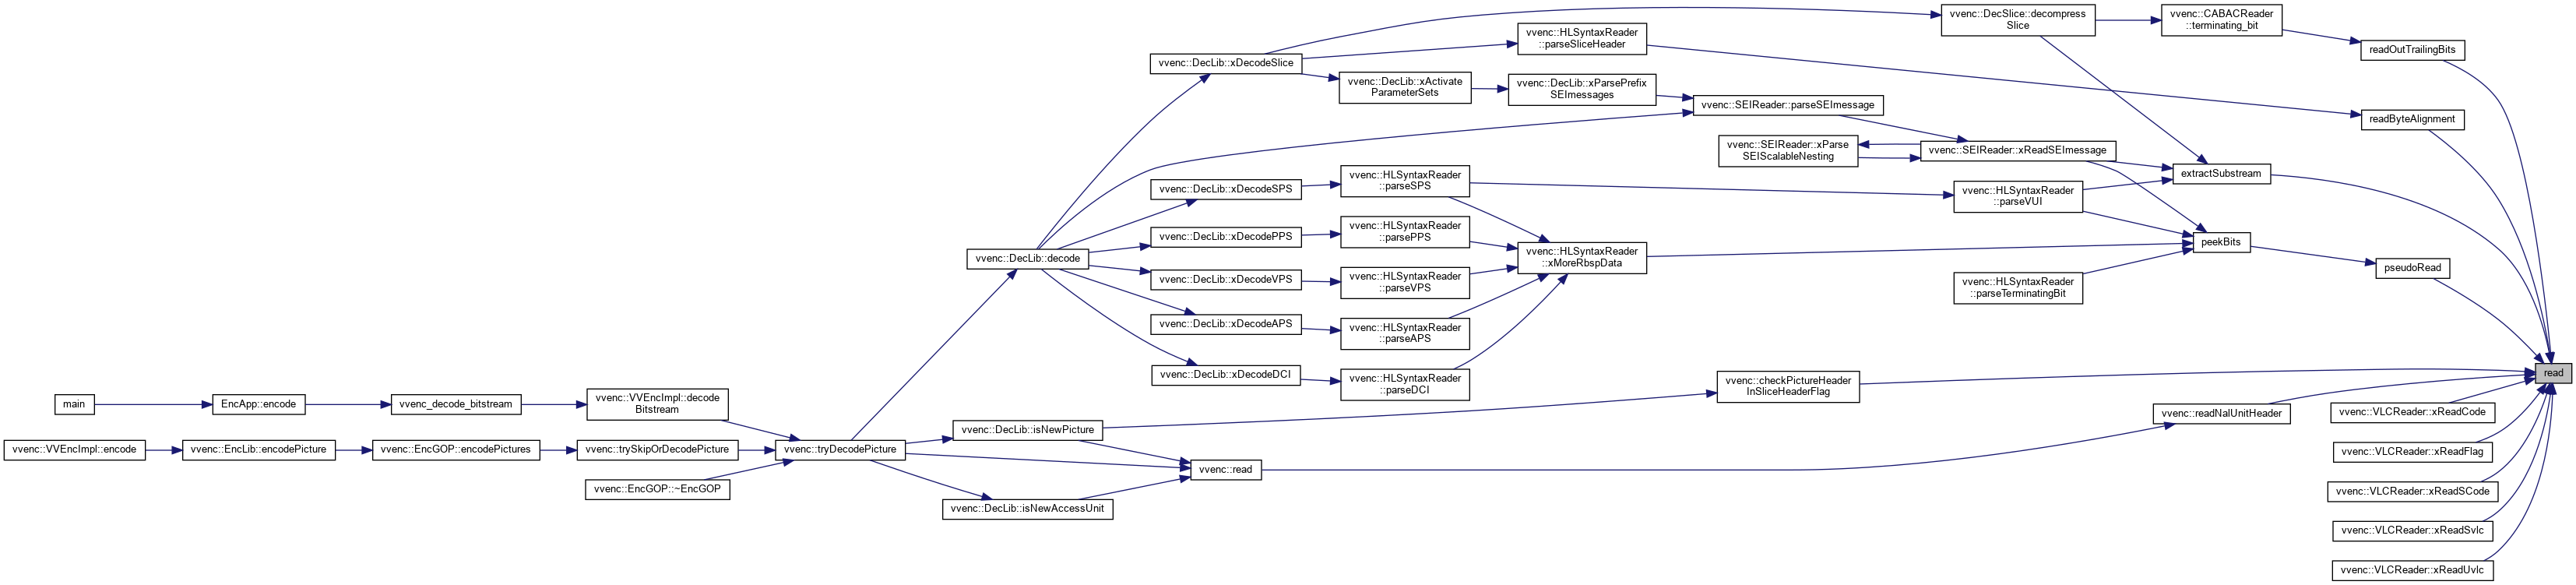 vvenc::DecSlice::decompress
Slice
vvenc::CABACReader
::terminating_bit
readOutTrailingBits
vvenc::HLSyntaxReader
::parseSliceHeader
vvenc::DecLib::xDecodeSlice
vvenc::DecLib::xActivate
ParameterSets
vvenc::DecLib::xParsePrefix
SEImessages
vvenc::SEIReader::parseSEImessage
readByteAlignment
vvenc::SEIReader::xParse
SEIScalableNesting
vvenc::SEIReader::xReadSEImessage
extractSubstream
vvenc::DecLib::xDecodeSPS
vvenc::HLSyntaxReader
::parseSPS
vvenc::HLSyntaxReader
::parseVUI
vvenc::DecLib::decode
vvenc::DecLib::xDecodePPS
vvenc::HLSyntaxReader
::parsePPS
vvenc::HLSyntaxReader
::xMoreRbspData
peekBits
pseudoRead
vvenc::DecLib::xDecodeVPS
vvenc::HLSyntaxReader
::parseVPS
vvenc::HLSyntaxReader
::parseTerminatingBit
vvenc::DecLib::xDecodeAPS
vvenc::HLSyntaxReader
::parseAPS
vvenc::DecLib::xDecodeDCI
vvenc::HLSyntaxReader
::parseDCI
vvenc::checkPictureHeader
InSliceHeaderFlag
read
main
EncApp::encode
vvenc_decode_bitstream
vvenc::VVEncImpl::decode
Bitstream
vvenc::readNalUnitHeader
vvenc::VLCReader::xReadCode
vvenc::DecLib::isNewPicture
vvenc::VVEncImpl::encode
vvenc::EncLib::encodePicture
vvenc::EncGOP::encodePictures
vvenc::trySkipOrDecodePicture
vvenc::tryDecodePicture
vvenc::VLCReader::xReadFlag
vvenc::read
vvenc::EncGOP::~EncGOP
vvenc::VLCReader::xReadSCode
vvenc::DecLib::isNewAccessUnit
vvenc::VLCReader::xReadSvlc
vvenc::VLCReader::xReadUvlc